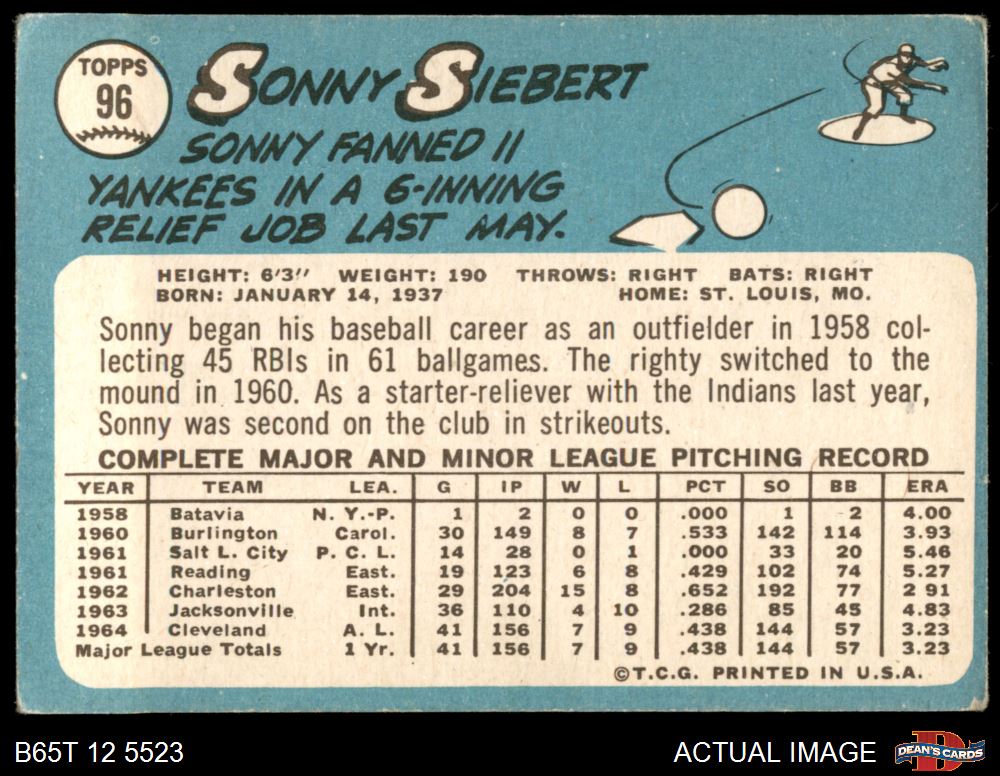 TOPPS
96
SONNY SIEBERT
SONNY FANNED 11
YANKEES IN A 6-INNING
RELIEF JOB LAST MAY.
HEIGHT: 6'3" WEIGHT: 190 THROWS: RIGHT BATS: RIGHT
BORN: JANUARY 14, 1937 HOME: ST. LOUIS, MO.
Sonny began his baseball career as an outfielder in 1958 col-
lecting 45 RBIs in 61 ballgames. The righty switched to the
mound in 1960. As a starter-reliever with the Indians last year,
Sonny was second on the club in strikeouts.
COMPLETE MAJOR AND MINOR LEAGUE PITCHING RECORD
YEAR TEAM LEA. G IP W L PCT SO BB ERA
1958 Batavia N. Y.-P. 1 2 0 0 .000 1 2 4.00
1960 Burlington Carol. 30 149 8 7 .533 142 114 3.93
1961 Salt L. City P. C. L. 14 28 0 1 .000 33 20 5.46
1961 Reading East. 19 123 6 8 .429 102 74 5.27
1962 Charleston East. 29 204 15 8 .652 192 77 2 91
1963 Jacksonville Int. 36 110 4 10 .286 85 45 4.83
1964 Cleveland A. L. 41 156 7 9 .438 144 57 3.23
Major League Totals 1 Yr. 41 156 7 9 .438 144 57 3.23
©T.C.G. PRINTED IN U.S.A.
B65T 12 5523 ACTUAL IMAGE
D
DEAN'S CARDS